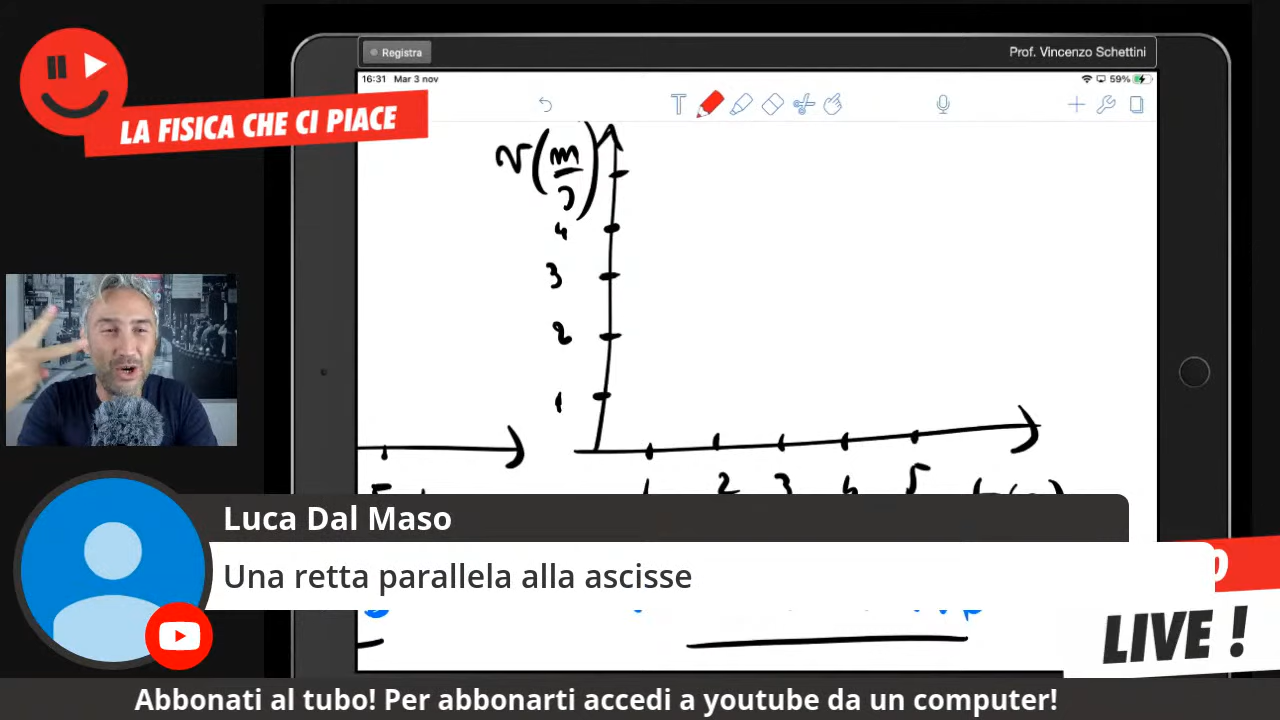 Registra
Prof. Vincenzo Schettini
16:31 Mar 3 nov
59%
LA FISICA CHE CI PIACE
T
v(m/s)
4
3
2
1
1 2 3 4 5
Luca Dal Maso
Una retta parallela alla ascisse
LIVE !
Abbonati al tubo! Per abbonarti accedi a youtube da un computer!